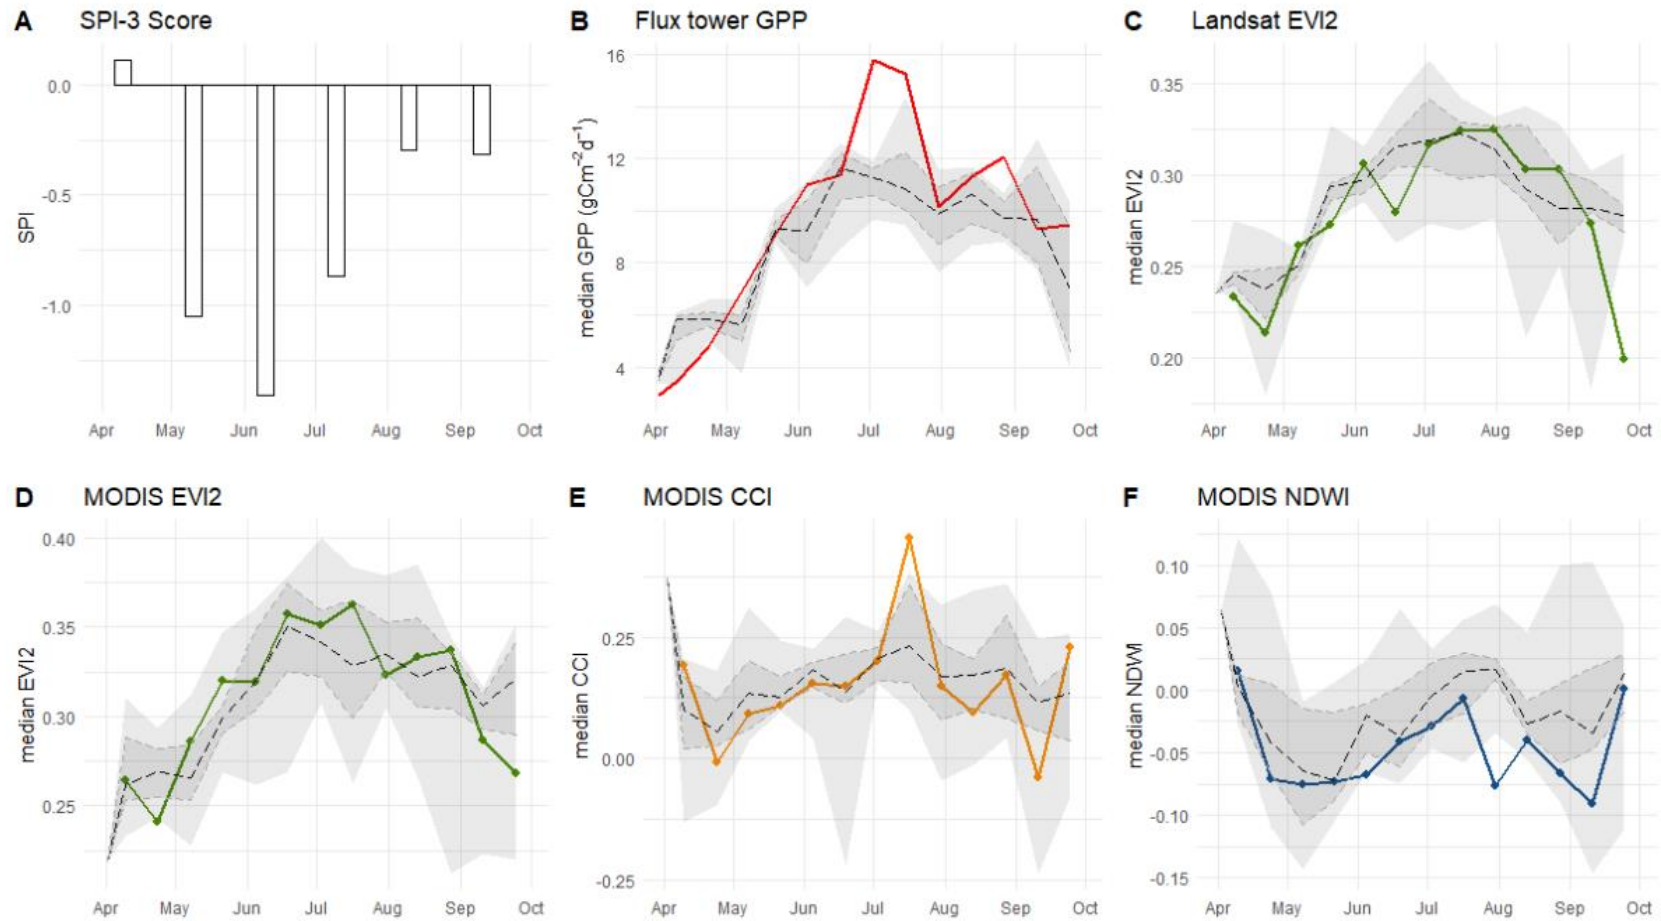 A SPI-3 Score
B Flux tower GPP
C Landsat EVI2
0.0
-0.5
-1.0
SPI
Apr May Jun Jul Aug Sep Oct
16
12
8
4
median GPP (gCm⁻²d⁻¹)
Apr May Jun Jul Aug Sep Oct
0.35
0.30
0.25
0.20
median EVI2
Apr May Jun Jul Aug Sep Oct
D MODIS EVI2
E MODIS CCI
F MODIS NDWI
0.40
0.35
0.30
0.25
median EVI2
Apr May Jun Jul Aug Sep Oct
0.25
0.00
-0.25
median CCI
Apr May Jun Jul Aug Sep Oct
0.10
0.05
0.00
-0.05
-0.10
-0.15
median NDWI
Apr May Jun Jul Aug Sep Oct